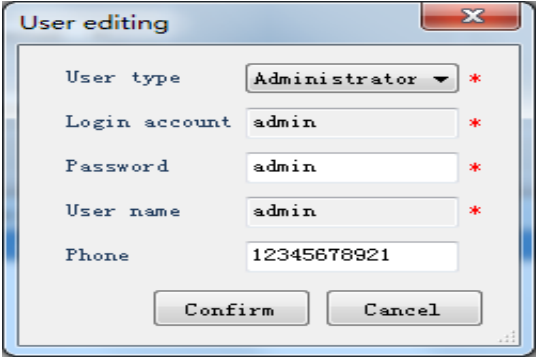 User editing
User type Administrator *
Login account admin *
Password admin *
User name admin *
Phone 12345678921
Confirm Cancel